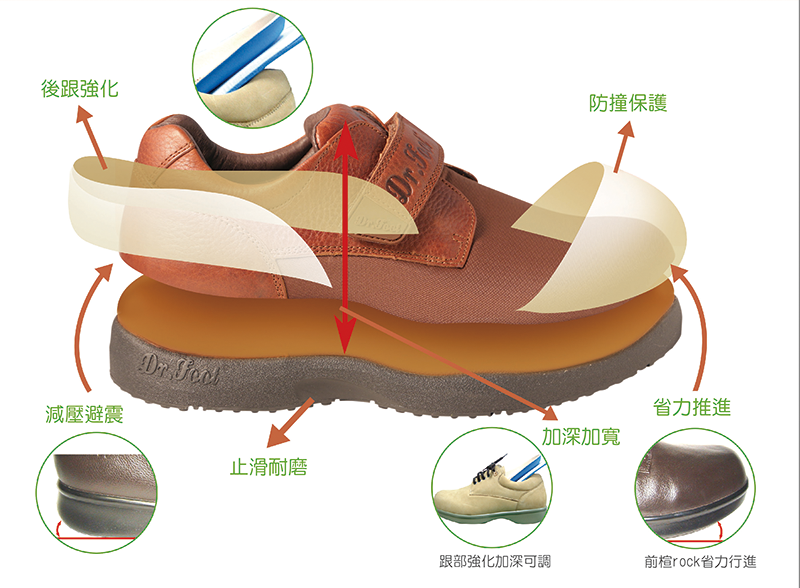 後跟強化
防撞保護
Dr.Foot
Dr.Foot
減壓避震
省力推進
加深加寬
止滑耐磨
跟部強化加深可調
前楦rock省力行進